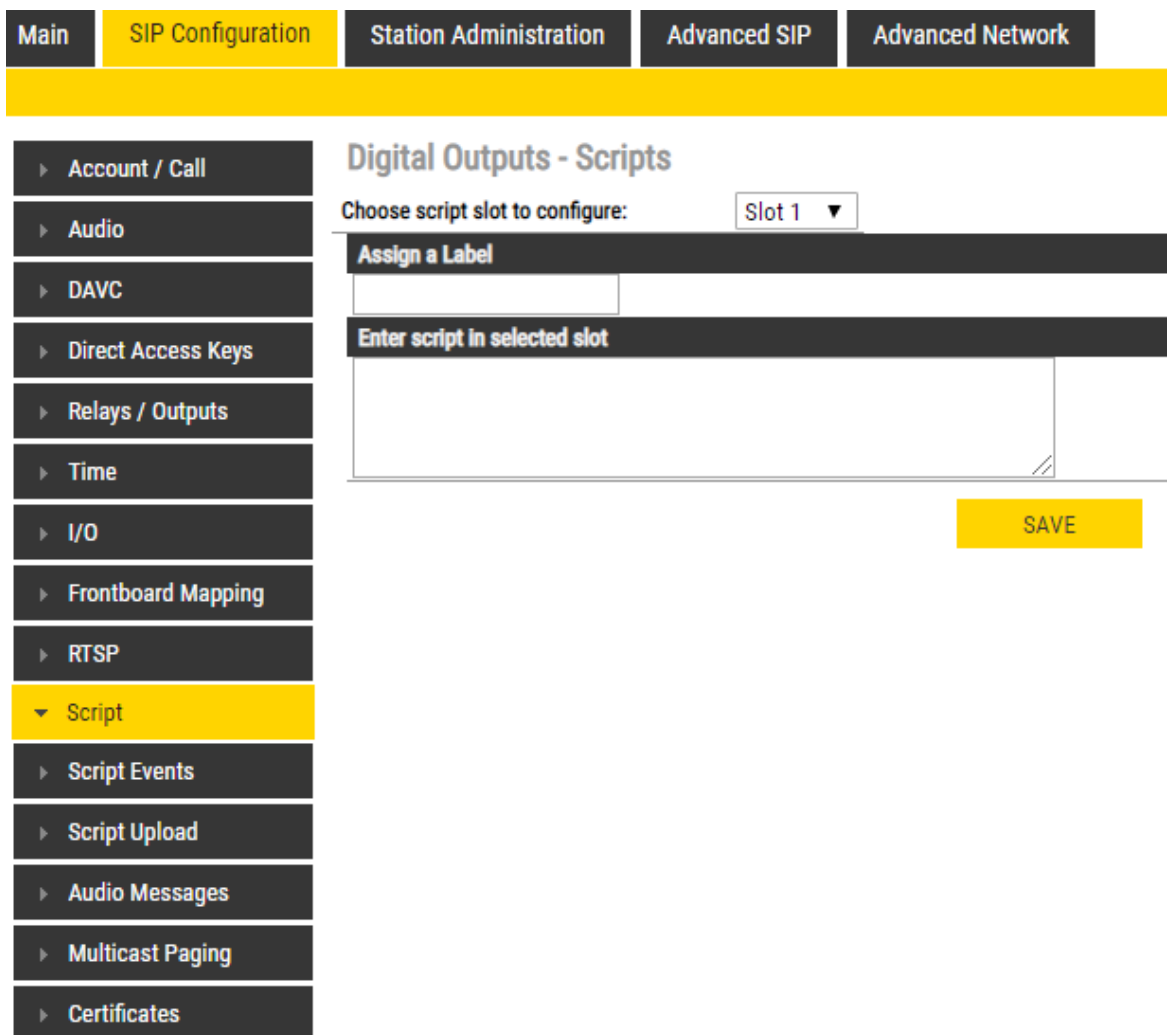 Main
SIP Configuration
Station Administration
Advanced SIP
Advanced Network
Account / Call
Audio
DAVC
Direct Access Keys
Relays / Outputs
Time
I/O
Frontboard Mapping
RTSP
Script
Script Events
Script Upload
Audio Messages
Multicast Paging
Certificates
Digital Outputs - Scripts
Choose script slot to configure: Slot 1
Assign a Label
Enter script in selected slot
SAVE